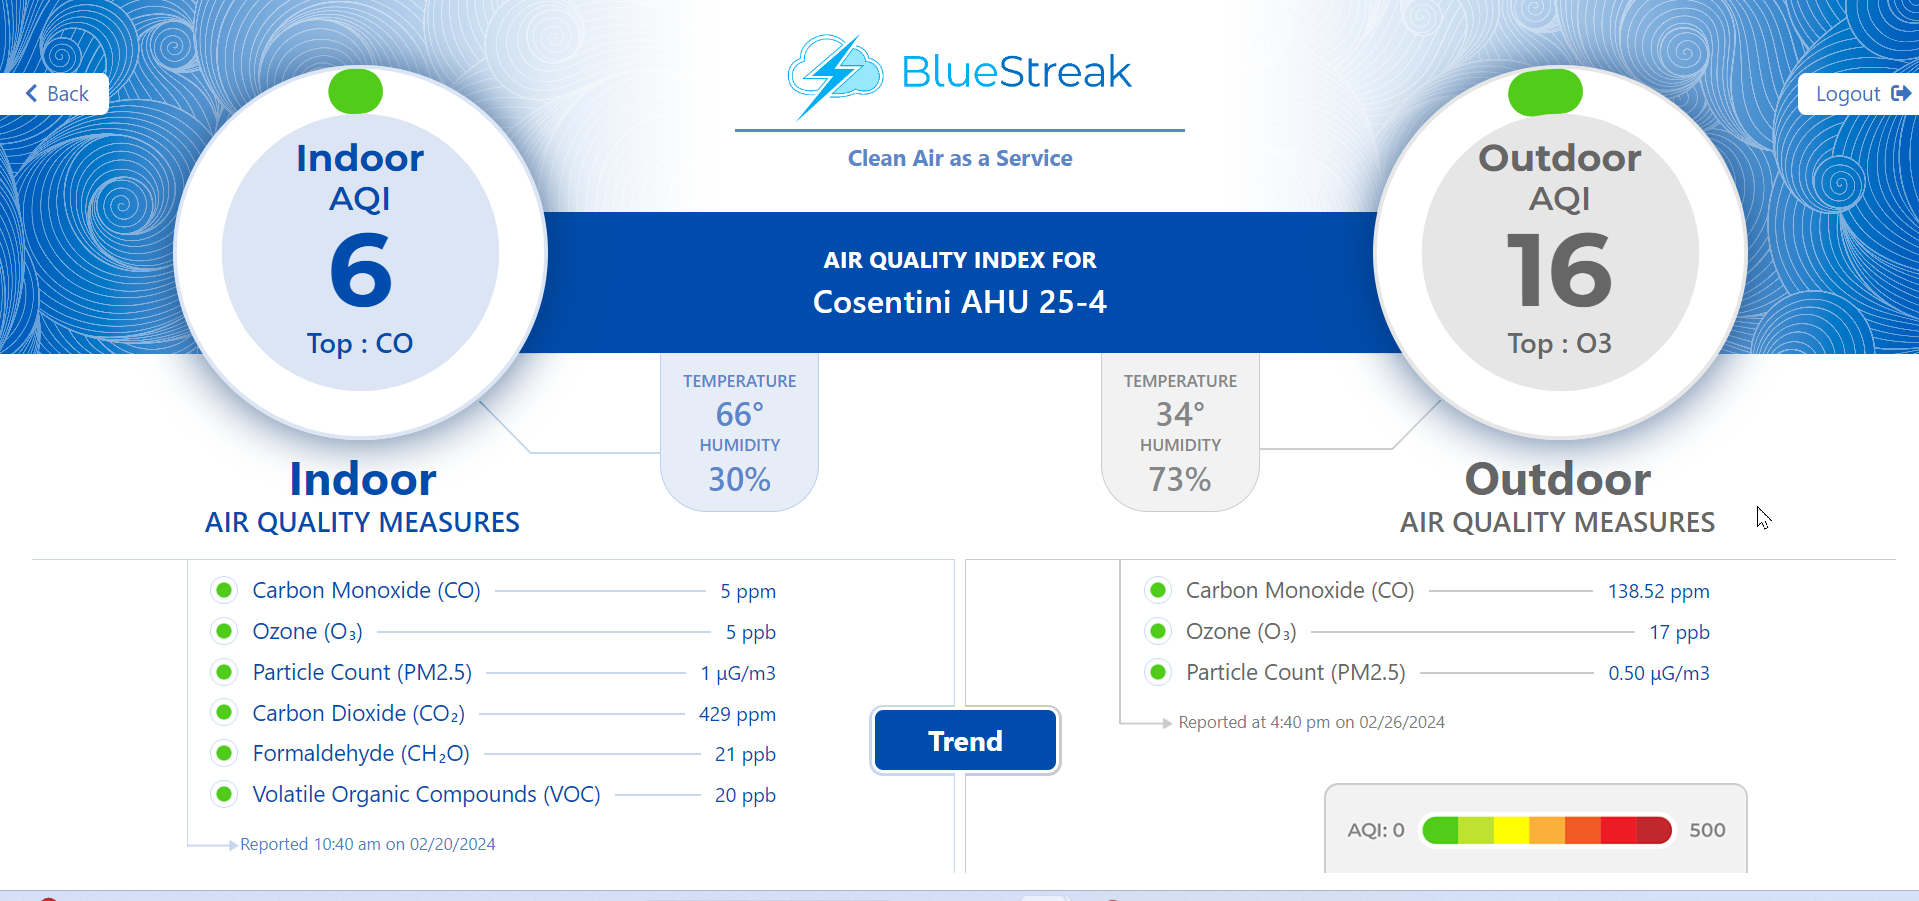 Back
BlueStreak
Logout
Clean Air as a Service
Indoor
AQI
6
Top : CO
AIR QUALITY INDEX FOR
Cosentini AHU 25-4
Outdoor
AQI
16
Top : O3
TEMPERATURE
66°
HUMIDITY
30%
TEMPERATURE
34°
HUMIDITY
73%
Indoor
AIR QUALITY MEASURES
Carbon Monoxide (CO) 5 ppm
Ozone (O₃) 5 ppb
Particle Count (PM2.5) 1 µG/m3
Carbon Dioxide (CO₂) 429 ppm
Formaldehyde (CH₂O) 21 ppb
Volatile Organic Compounds (VOC) 20 ppb
Reported 10:40 am on 02/20/2024
Trend
Outdoor
AIR QUALITY MEASURES
Carbon Monoxide (CO) 138.52 ppm
Ozone (O₃) 17 ppb
Particle Count (PM2.5) 0.50 µG/m3
Reported at 4:40 pm on 02/26/2024
AQI: 0 500